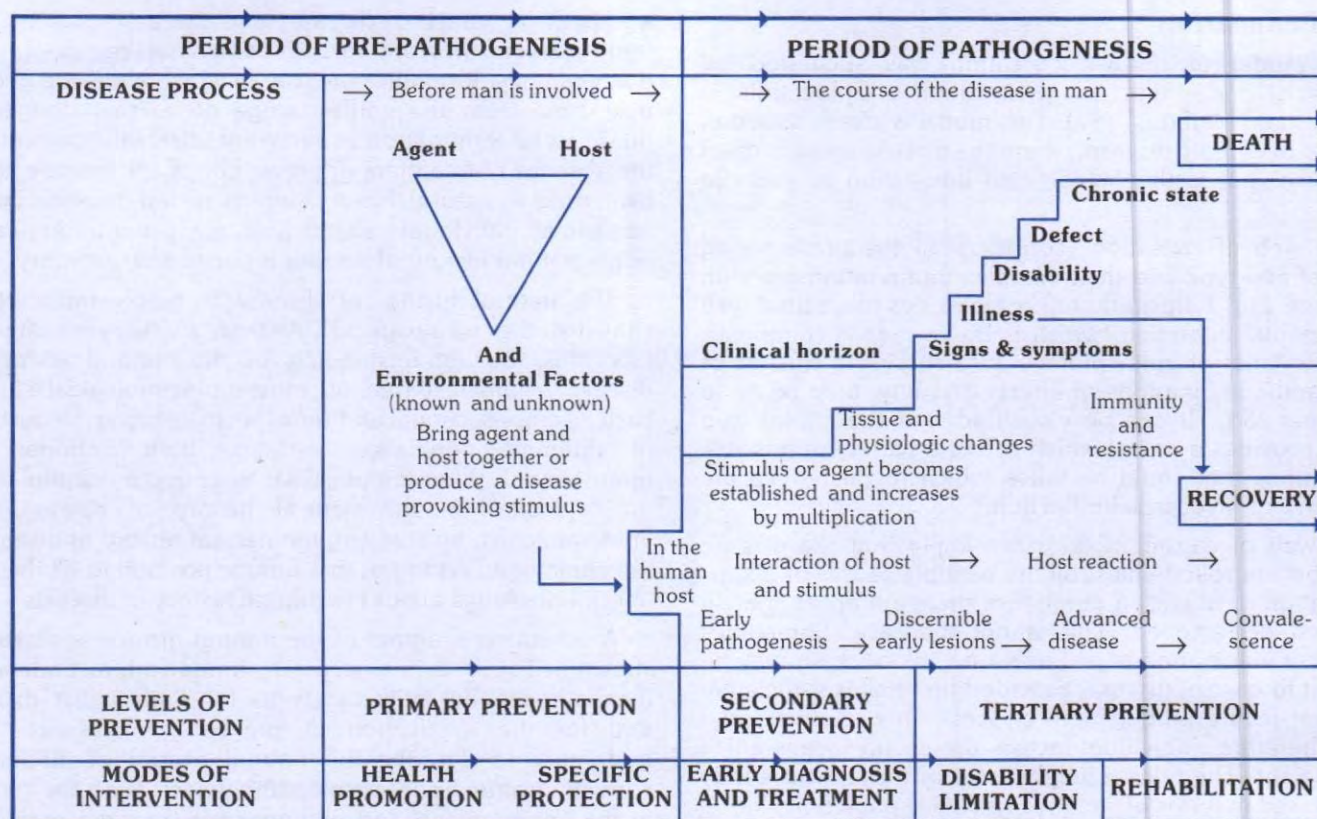 PERIOD OF PRE-PATHOGENESIS
PERIOD OF PATHOGENESIS
DISEASE PROCESS
→ Before man is involved →
→ The course of the disease in man →
Agent Host
DEATH
Chronic state
Defect
Disability
Illness
And
Clinical horizon
Signs & symptoms
Environmental Factors
(known and unknown)
Tissue and
physiologic changes
Immunity
and
resistance
Bring agent and
host together or
produce a disease
provoking stimulus
Stimulus or agent becomes
established and increases
by multiplication
RECOVERY
In the
human
host
Interaction of host →
and stimulus
Host reaction →
Early
pathogenesis →
Discernible
early lesions →
Advanced
disease →
Convale-
scence
LEVELS OF
PREVENTION
PRIMARY PREVENTION
SECONDARY
PREVENTION
TERTIARY PREVENTION
MODES OF
INTERVENTION
HEALTH
PROMOTION
SPECIFIC
PROTECTION
EARLY DIAGNOSIS
AND TREATMENT
DISABILITY
LIMITATION
REHABILITATION